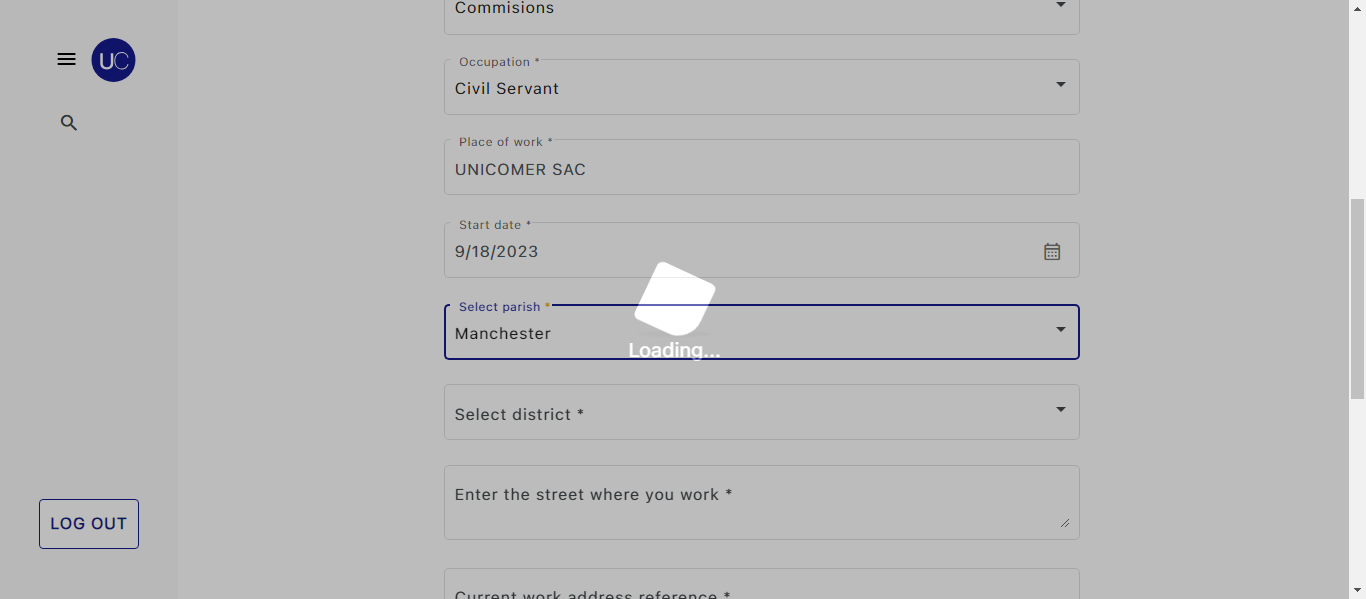 Commisions
UC
Occupation *
Civil Servant
Place of work *
UNICOMER SAC
Start date *
9/18/2023
Select parish *
Manchester
Loading...
Select district *
Enter the street where you work *
LOG OUT
Current work address reference *